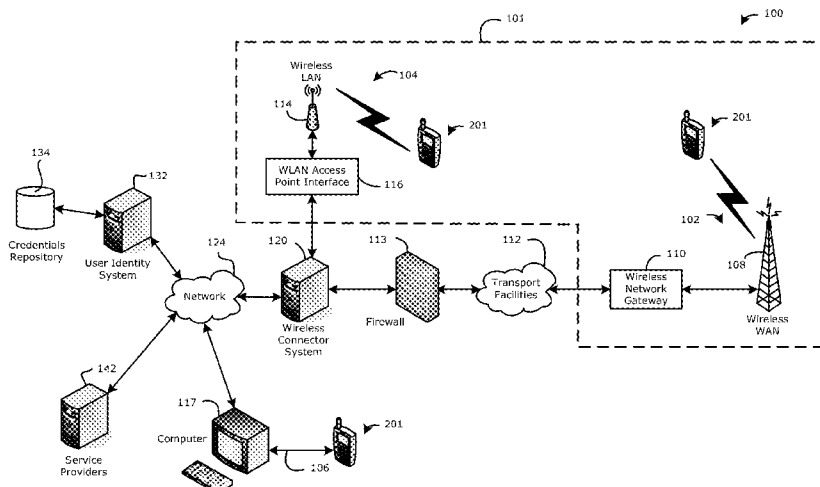 101
100
Wireless
LAN
104
114
201
201
134
132
WLAN Access
Point Interface
116
102
120
113
112
110
108
Credentials
Repository
User Identity
System
124
Network
Transport
Facilities
Wireless
Network
Gateway
Wireless
Connector
System
Firewall
Wireless
WAN
142
117
201
Computer
106
Service
Providers